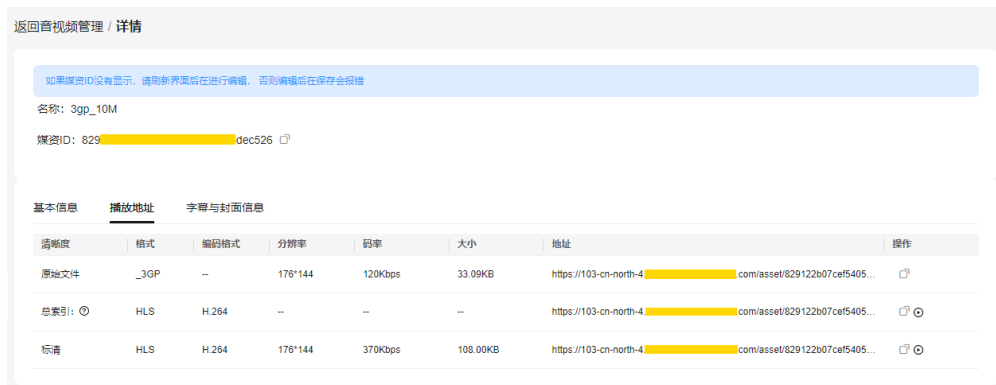 返回音视频管理 / 详情
如果媒资ID没有显示，请刷新界面后在进行编辑， 否则编辑后在保存会报错
名称： 3gp_10M
媒资ID： 829 dec526
基本信息 播放地址 字幕与封面信息
清晰度 格式 编码格式 分辨率 码率 大小 地址 操作
原始文件 _3GP -- 176*144 120Kbps 33.09KB https://103-cn-north-4. .com/asset/829122b07cef5405...
总索引： HLS H.264 -- -- -- https://103-cn-north-4. .com/asset/829122b07cef5405...
标清 HLS H.264 176*144 370Kbps 108.00KB https://103-cn-north-4. .com/asset/829122b07cef5405...